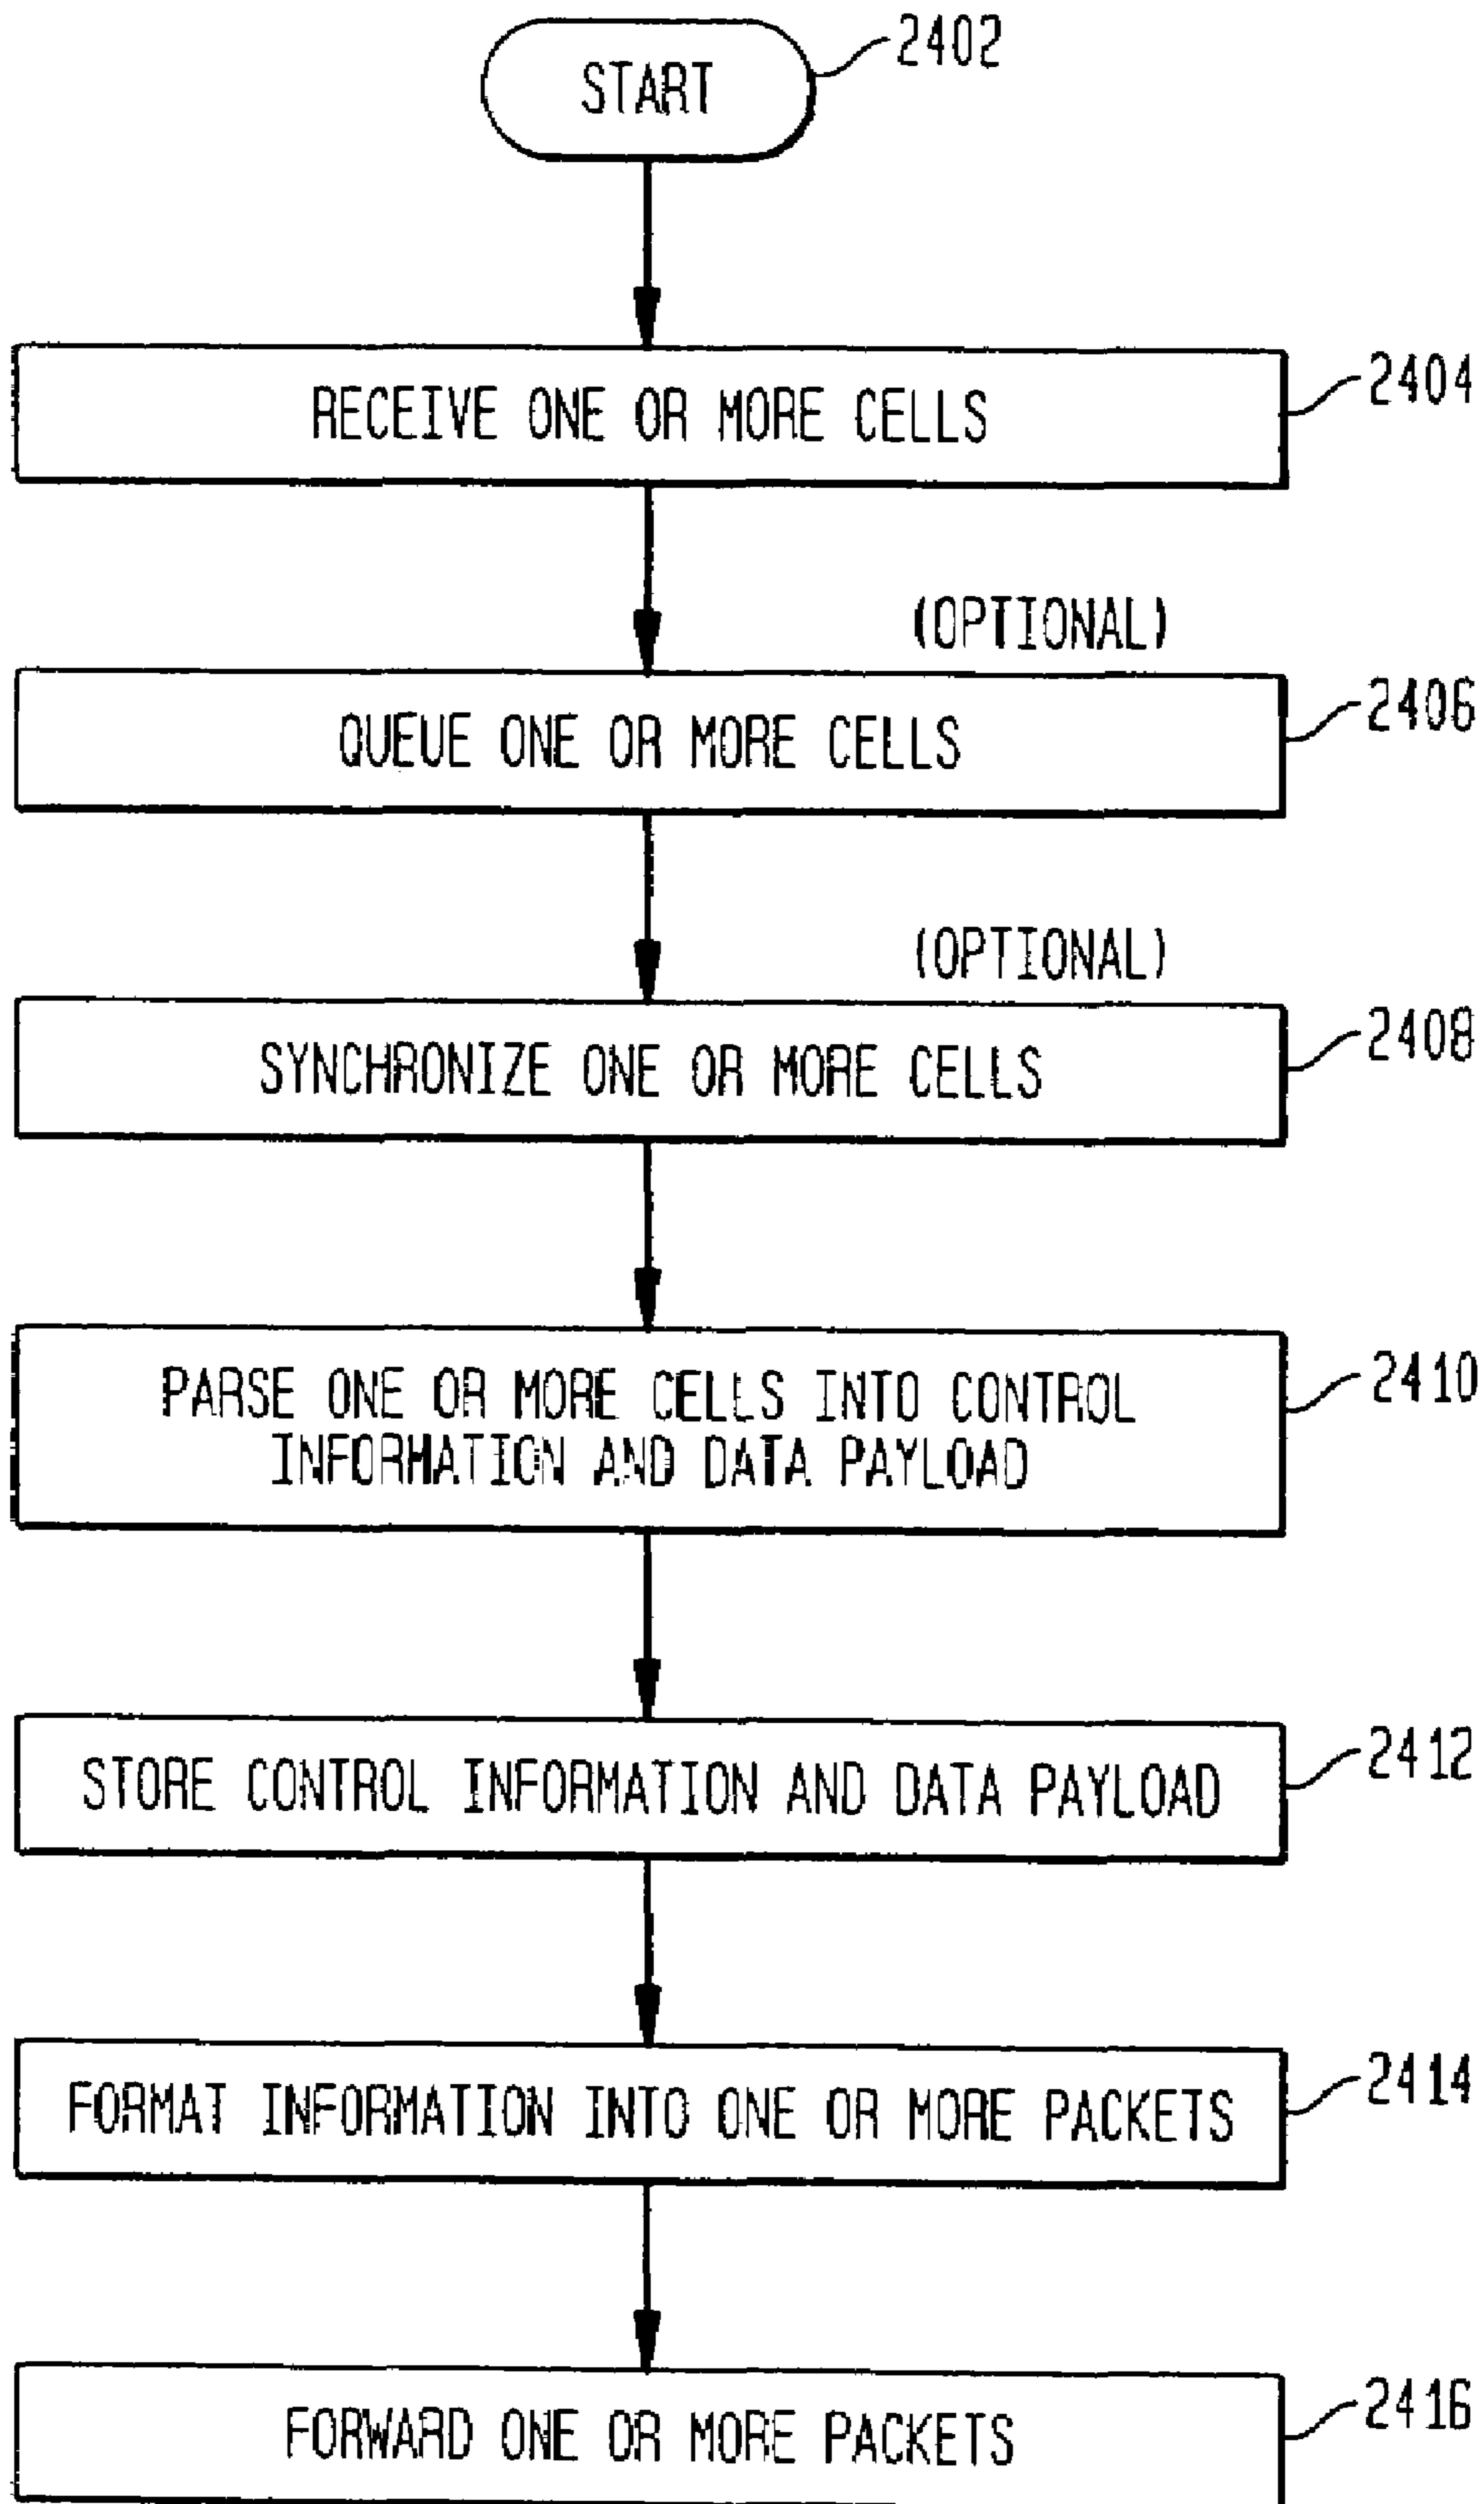 START
2402
RECEIVE ONE OR MORE CELLS
2404
(OPTIONAL)
QUEUE ONE OR MORE CELLS
2406
(OPTIONAL)
SYNCHRONIZE ONE OR MORE CELLS
2408
PARSE ONE OR MORE CELLS INTO CONTROL
INFORMATION AND DATA PAYLOAD
2410
STORE CONTROL INFORMATION AND DATA PAYLOAD
2412
FORMAT INFORMATION INTO ONE OR MORE PACKETS
2414
FORWARD ONE OR MORE PACKETS
2416